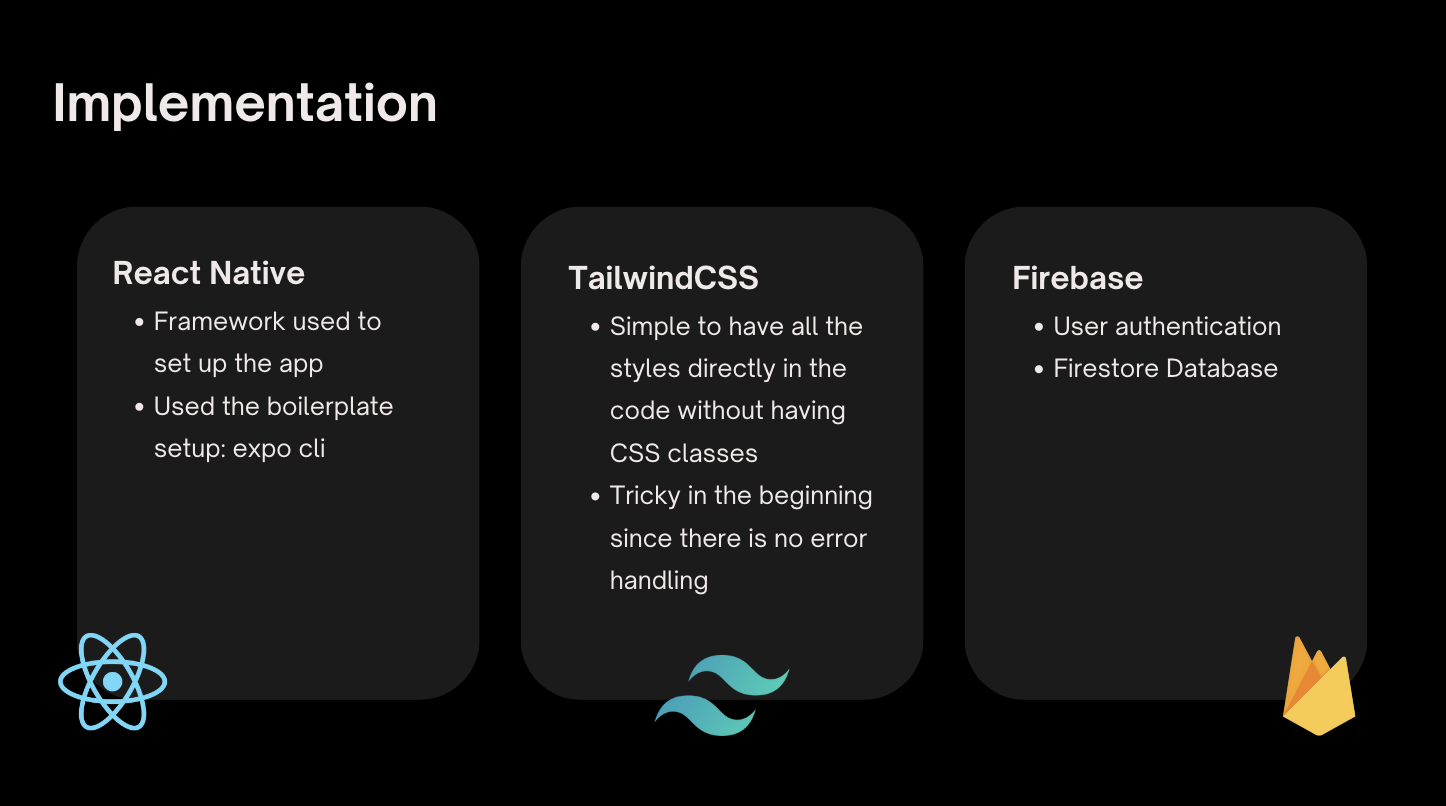 Implementation
React Native
• Framework used to
set up the app
• Used the boilerplate
setup: expo cli
TailwindCSS
• Simple to have all the
styles directly in the
code without having
CSS classes
• Tricky in the beginning
since there is no error
handling
Firebase
• User authentication
• Firestore Database